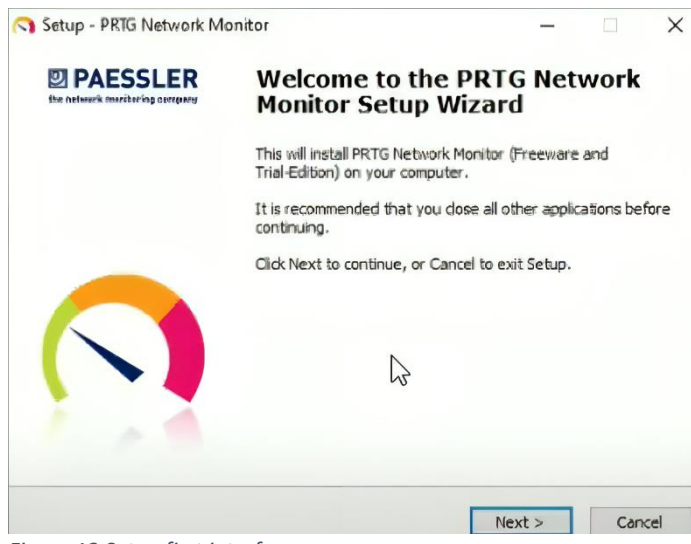 Setup - PRTG Network Monitor
PAESSLER
the network monitoring company
Welcome to the PRTG Network
Monitor Setup Wizard
This will install PRTG Network Monitor (Freeware and
Trial-Edition) on your computer.
It is recommended that you close all other applications before
continuing.
Click Next to continue, or Cancel to exit Setup.
Next >
Cancel